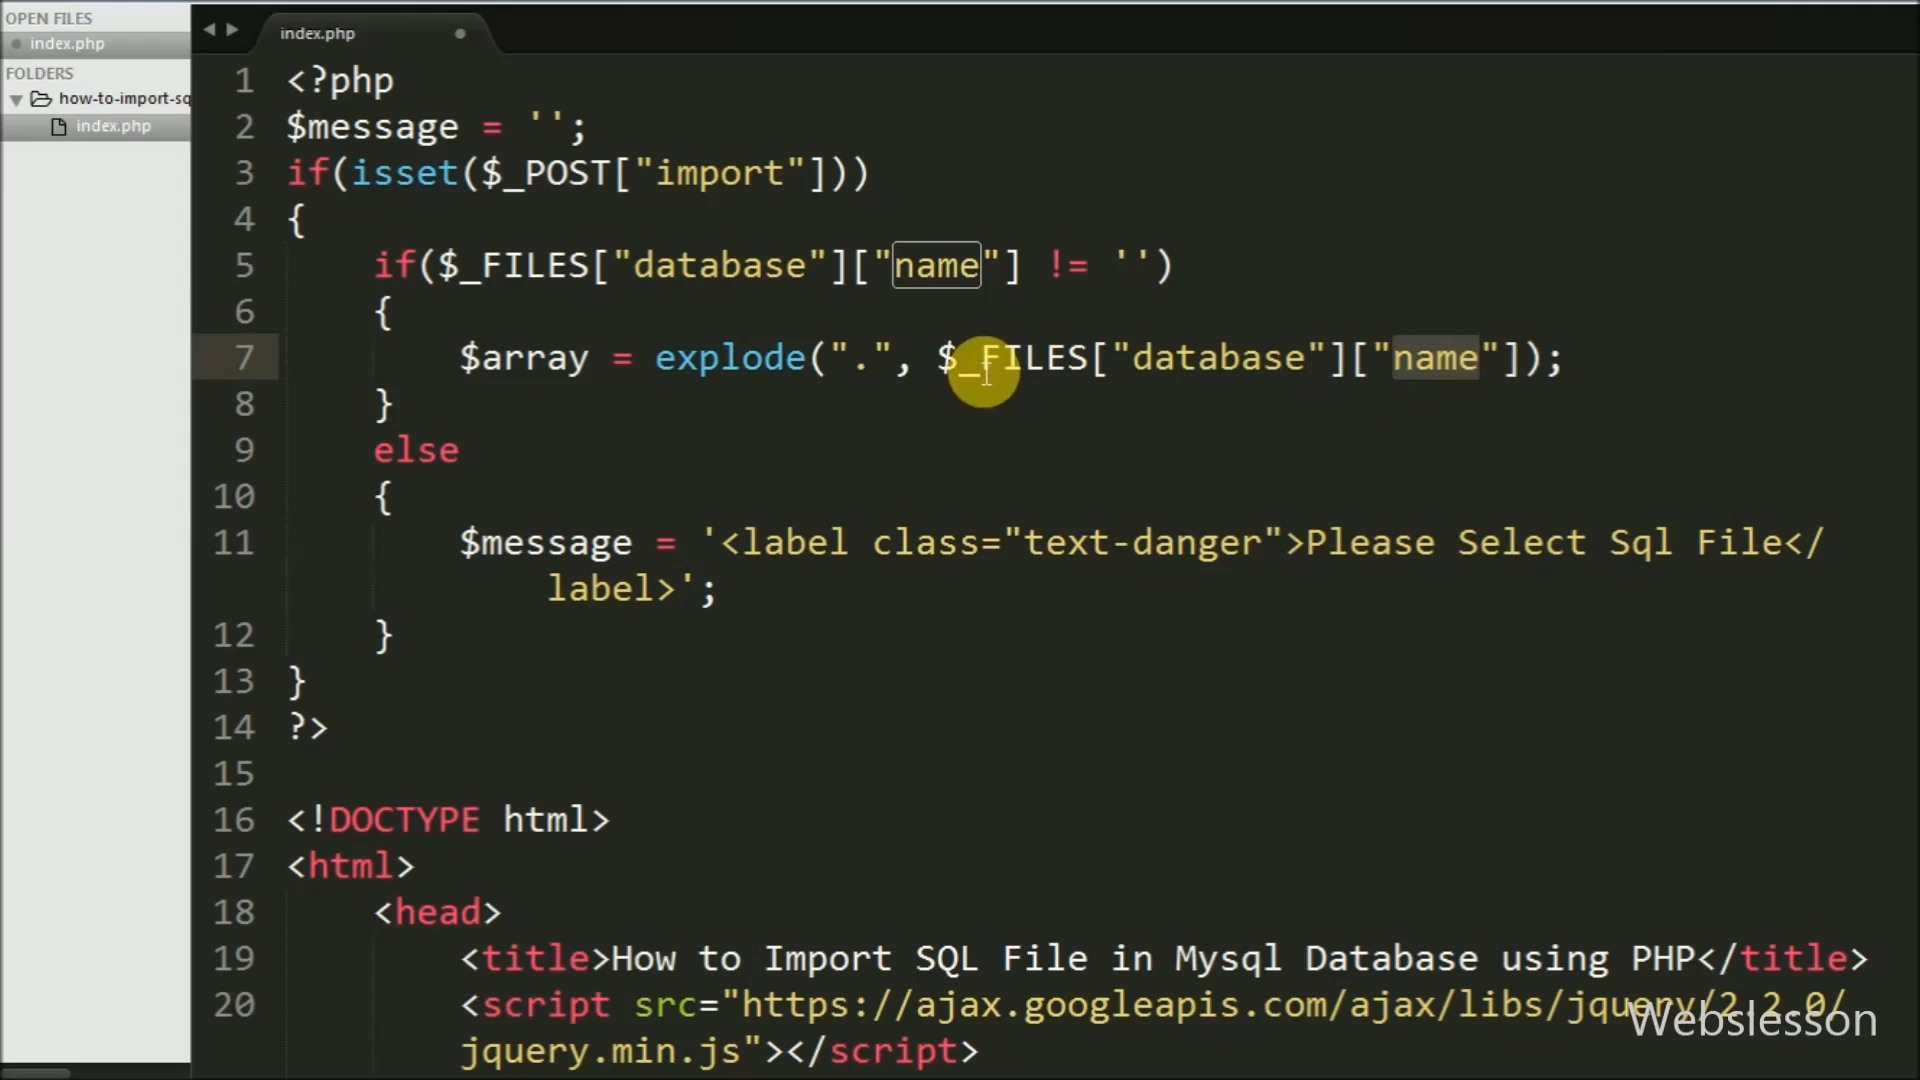 OPEN FILES
index.php
FOLDERS
how-to-import-sq
index.php
index.php
1 <?php
2 $message = '';
3 if(isset($_POST["import"]))
4 {
5 if($_FILES["database"]["name"] != '')
6 {
7 $array = explode(".", $_FILES["database"]["name"]);
8 }
9 else
10 {
11 $message = '<label class="text-danger">Please Select Sql File</
label>';
12 }
13 }
14 ?>
15
16 <!DOCTYPE html>
17 <html>
18 <head>
19 <title>How to Import SQL File in Mysql Database using PHP</title>
20 <script src="https://ajax.googleapis.com/ajax/libs/jquery/2.2.0/
jquery.min.js"></script>
Webslesson